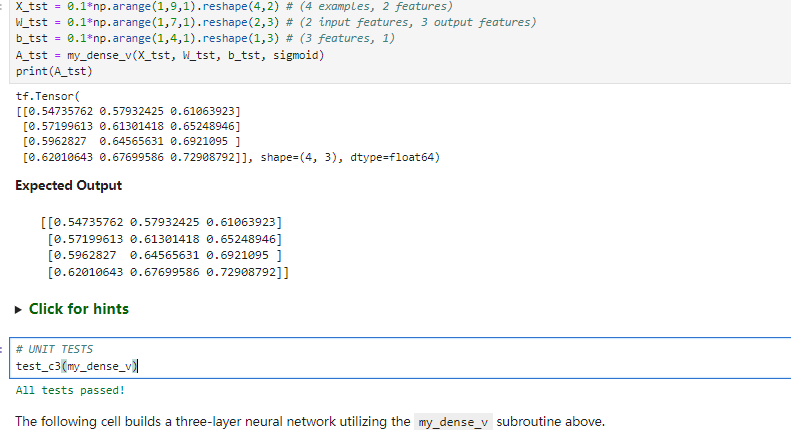 X_tst = 0.1*np.arange(1,9,1).reshape(4,2) # (4 examples, 2 features)
W_tst = 0.1*np.arange(1,7,1).reshape(2,3) # (2 input features, 3 output features)
b_tst = 0.1*np.arange(1,4,1).reshape(1,3) # (3 features, 1)
A_tst = my_dense_v(X_tst, W_tst, b_tst, sigmoid)
print(A_tst)
tf.Tensor(
[[0.54735762 0.57932425 0.61063923]
 [0.57199613 0.61301418 0.65248946]
 [0.5962827  0.64565631 0.6921095 ]
 [0.62010643 0.67699586 0.72908792]], shape=(4, 3), dtype=float64)
Expected Output
[[0.54735762 0.57932425 0.61063923]
 [0.57199613 0.61301418 0.65248946]
 [0.5962827  0.64565631 0.6921095 ]
 [0.62010643 0.67699586 0.72908792]]
Click for hints
# UNIT TESTS
test_c3(my_dense_v)
All tests passed!
The following cell builds a three-layer neural network utilizing the my_dense_v subroutine above.